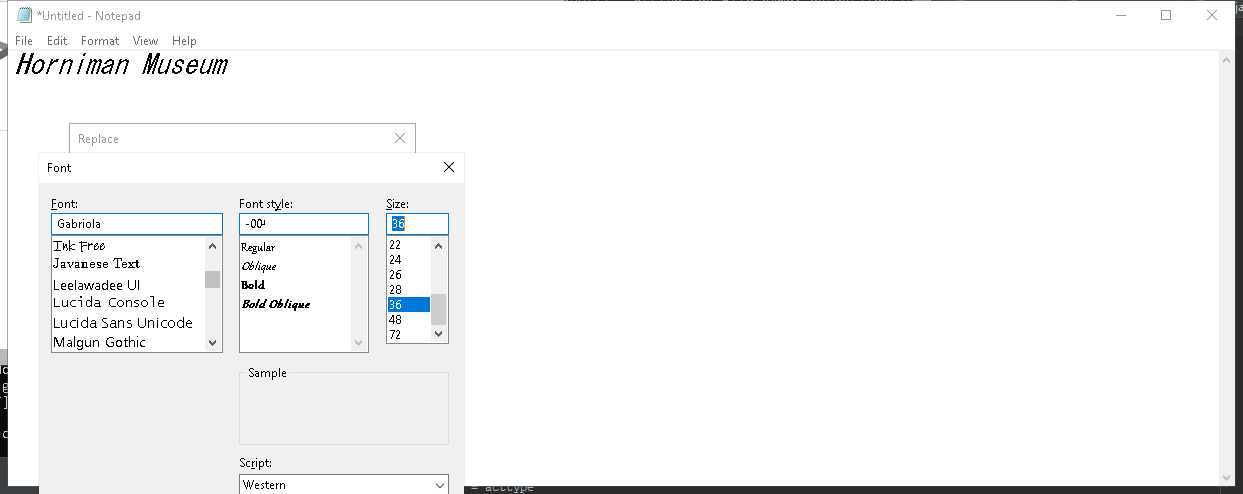 *Untitled - Notepad
File Edit Format View Help
Horniman Museum
Replace
Font
Font: Font style: Size:
Gabriola 36
Ink Free Regular 22
Javanese Text Oblique 24
Leelawadee UI Bold 26
Lucida Console Bold Oblique 28
Lucida Sans Unicode 36
Malgun Gothic 48
72
Sample
Script:
Western
= acctype